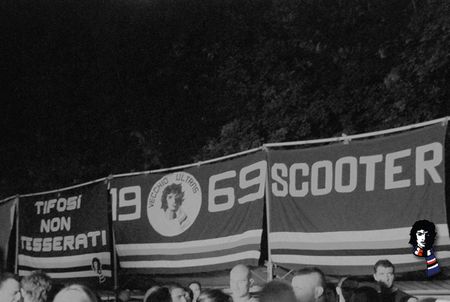 TIFOSI
NON
TESSERATI
19 69
VECCHIO ULTRAS
SCOOTER